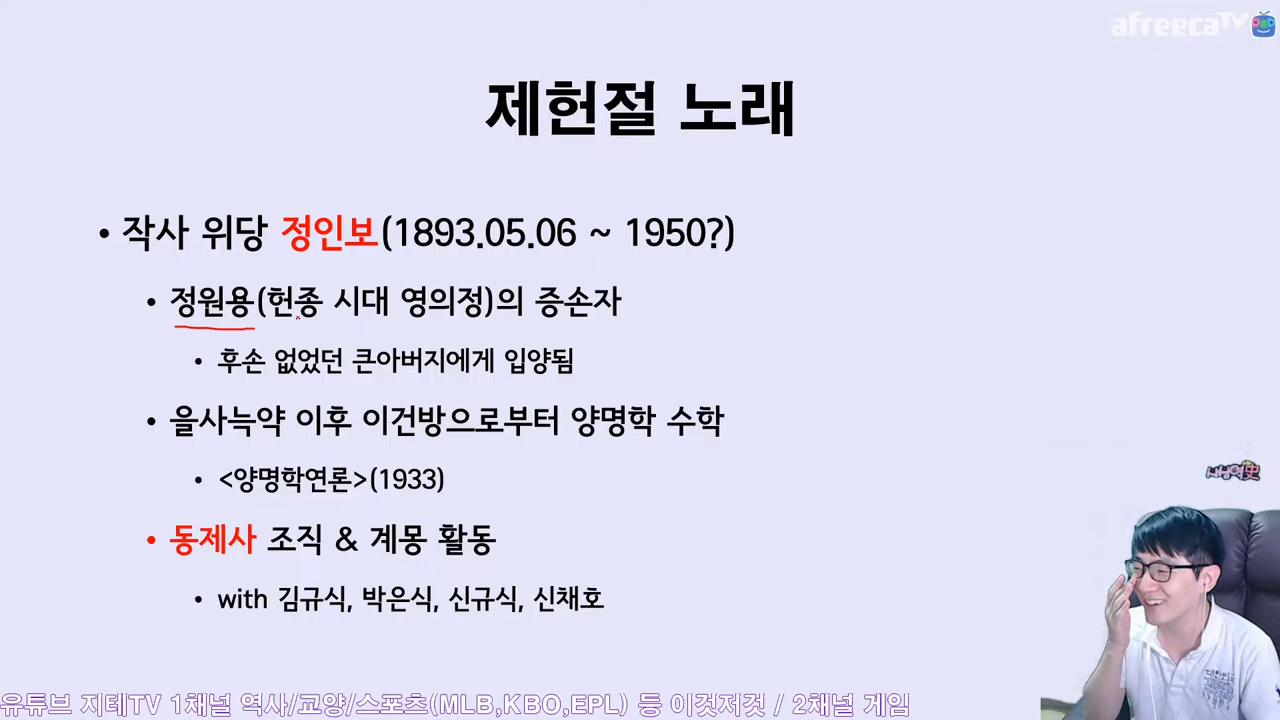 afreecaTV
제헌절 노래
• 작사 위당 정인보(1893.05.06 ~ 1950?)
• 정원용(헌종 시대 영의정)의 증손자
• 후손 없었던 큰아버지에게 입양됨
• 을사늑약 이후 이건방으로부터 양명학 수학
• <양명학연론>(1933)
• 동제사 조직 & 계몽 활동
• with 김규식, 박은식, 신규식, 신채호
유튜브 지테TV 1채널 역사/교양/스포츠(MLB,KBO,EPL) 등 이것저것 / 2채널 게임